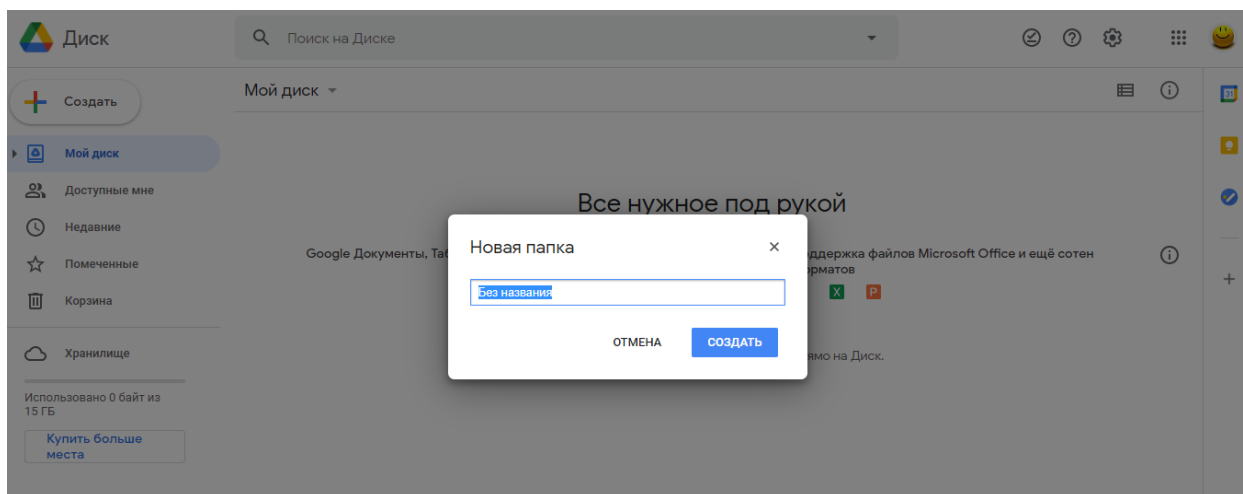 Диск
Поиск на Диске
Создать
Мой диск
31
Мой диск
Доступные мне
Недавние
Помеченные
Корзина
Хранилище
Использовано 0 байт из
15 ГБ
Купить больше
места
Все нужное под рукой
Google Документы, Таб
ддержка файлов Microsoft Office и ещё сотен
орматов
X P
ямо на Диск.
Новая папка
Без названия
ОТМЕНА СОЗДАТЬ